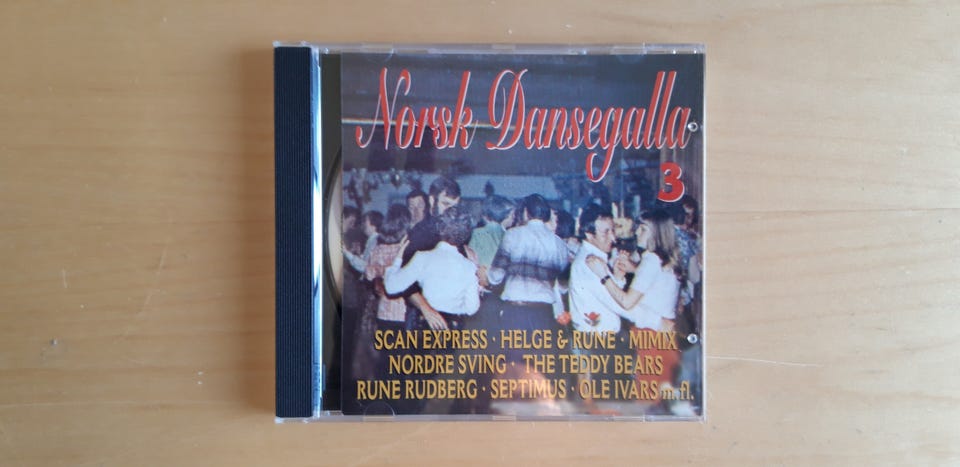 Norsk Dansegalla
3
SCAN EXPRESS · HELGE & RUNE · MIMIX
NORDRE SVING · THE TEDDY BEARS
RUNE RUDBERG · SEPTIMUS · OLE IVARS m. fl.